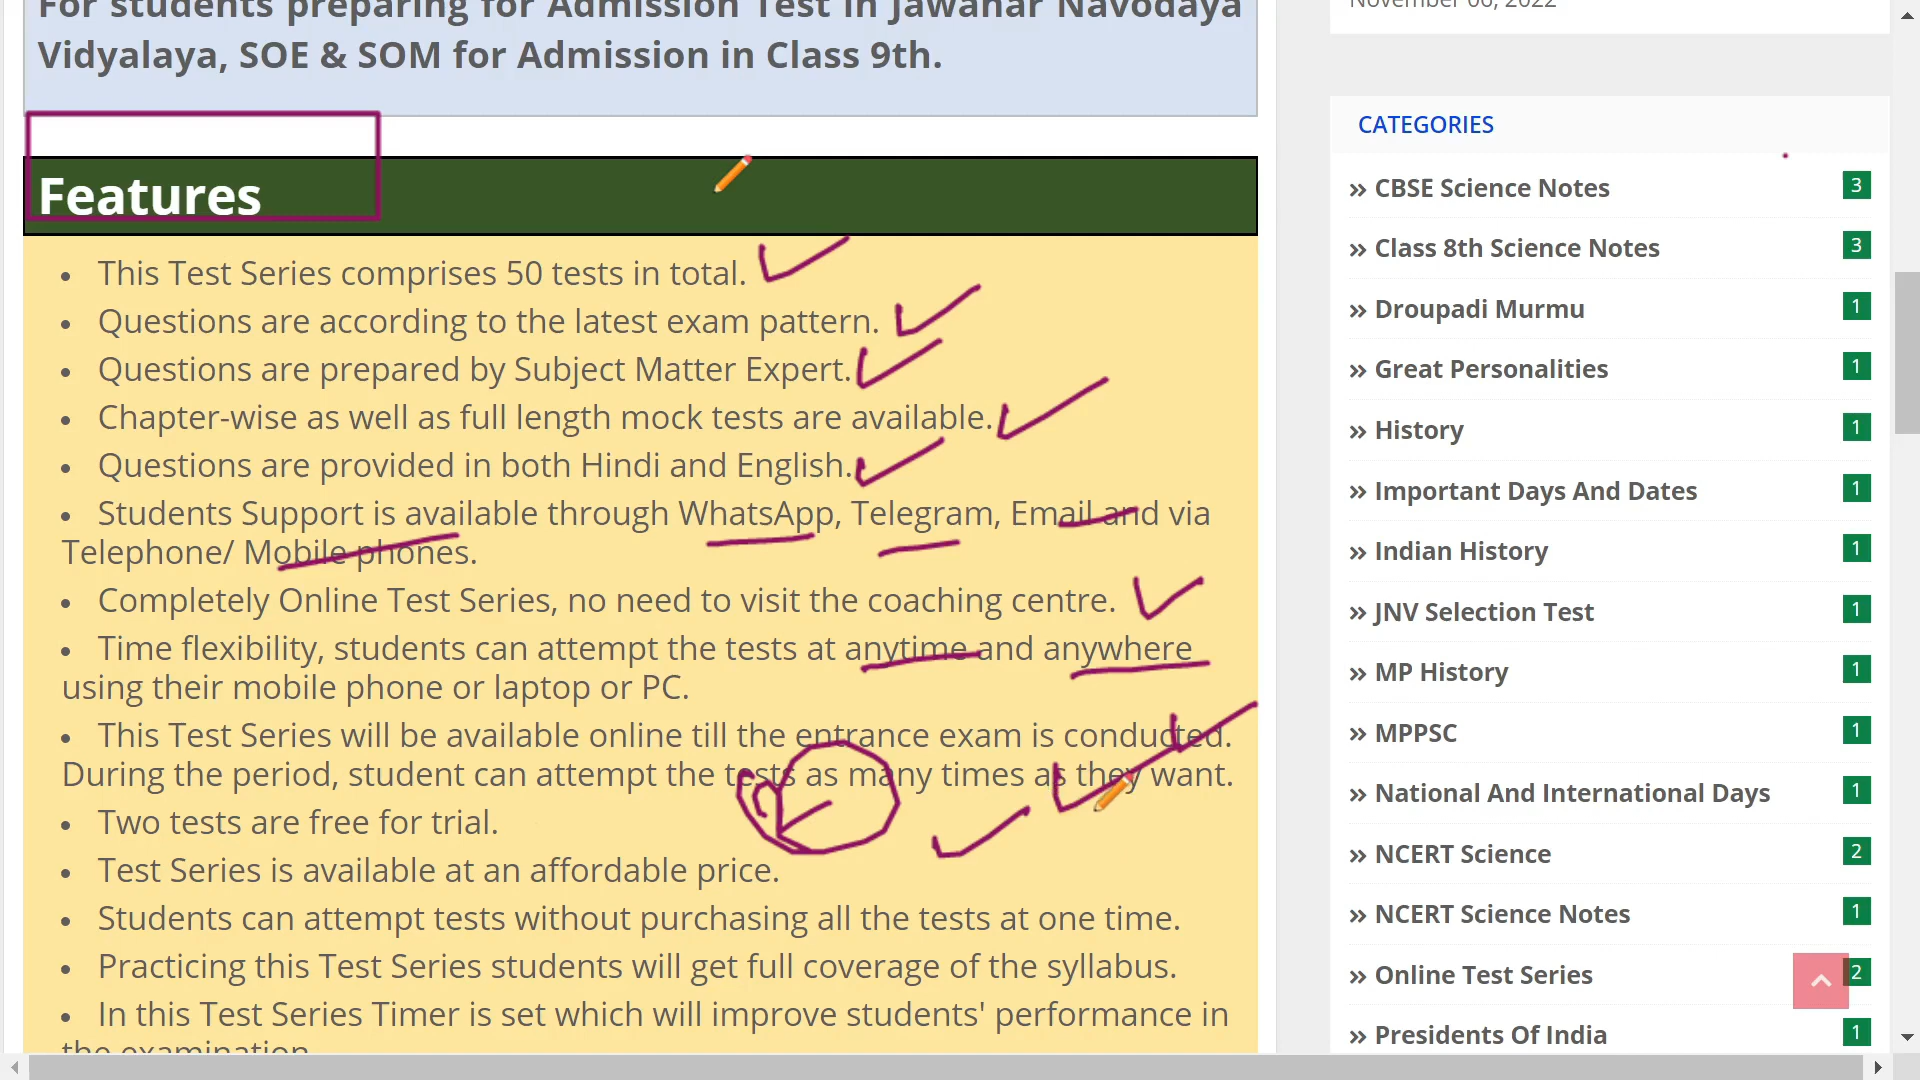 For students preparing for Admission Test in Jawahar Navodaya
Vidyalaya, SOE & SOM for Admission in Class 9th.
Features
• This Test Series comprises 50 tests in total.
• Questions are according to the latest exam pattern.
• Questions are prepared by Subject Matter Expert.
• Chapter-wise as well as full length mock tests are available.
• Questions are provided in both Hindi and English.
• Students Support is available through WhatsApp, Telegram, Email and via
Telephone/ Mobile phones.
• Completely Online Test Series, no need to visit the coaching centre.
• Time flexibility, students can attempt the tests at anytime and anywhere
using their mobile phone or laptop or PC.
• This Test Series will be available online till the entrance exam is conducted.
During the period, student can attempt the tests as many times as they want.
• Two tests are free for trial.
• Test Series is available at an affordable price.
• Students can attempt tests without purchasing all the tests at one time.
• Practicing this Test Series students will get full coverage of the syllabus.
• In this Test Series Timer is set which will improve students' performance in
the examination
November 06, 2022
CATEGORIES
» CBSE Science Notes 3
» Class 8th Science Notes 3
» Droupadi Murmu 1
» Great Personalities 1
» History 1
» Important Days And Dates 1
» Indian History 1
» JNV Selection Test 1
» MP History 1
» MPPSC 1
» National And International Days 1
» NCERT Science 2
» NCERT Science Notes 1
» Online Test Series 2
» Presidents Of India 1